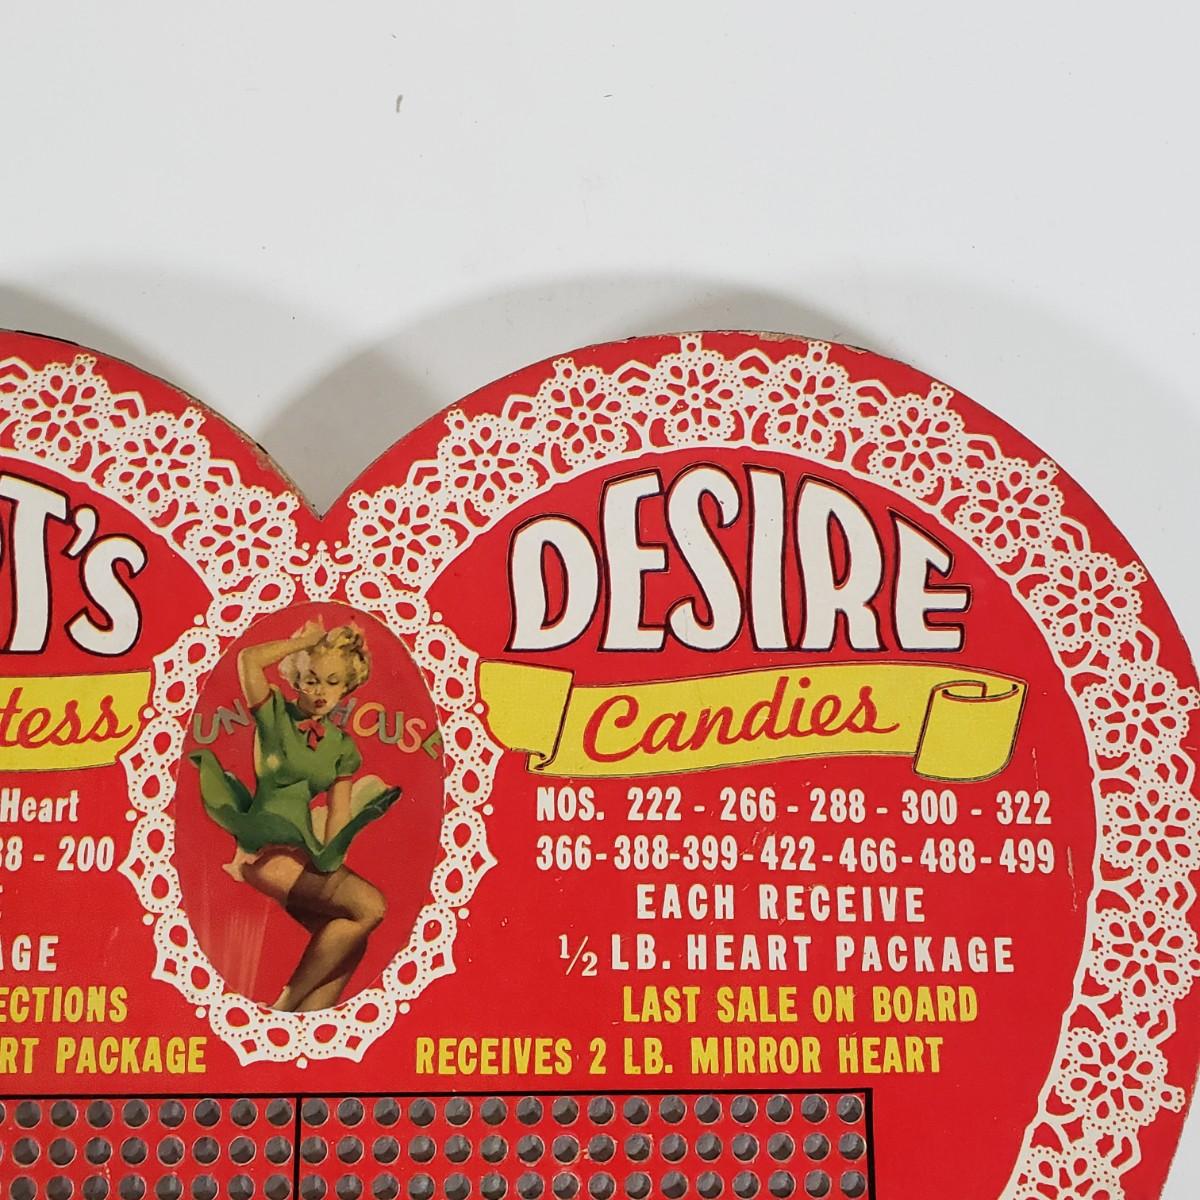 T'S
tess
Heart
38 - 200
AGE
ECTIONS
RT PACKAGE
UN HOUSE
DESIRE
Candies
NOS. 222 - 266 - 288 - 300 - 322
366-388-399-422-466-488-499
EACH RECEIVE
½ LB. HEART PACKAGE
LAST SALE ON BOARD
RECEIVES 2 LB. MIRROR HEART